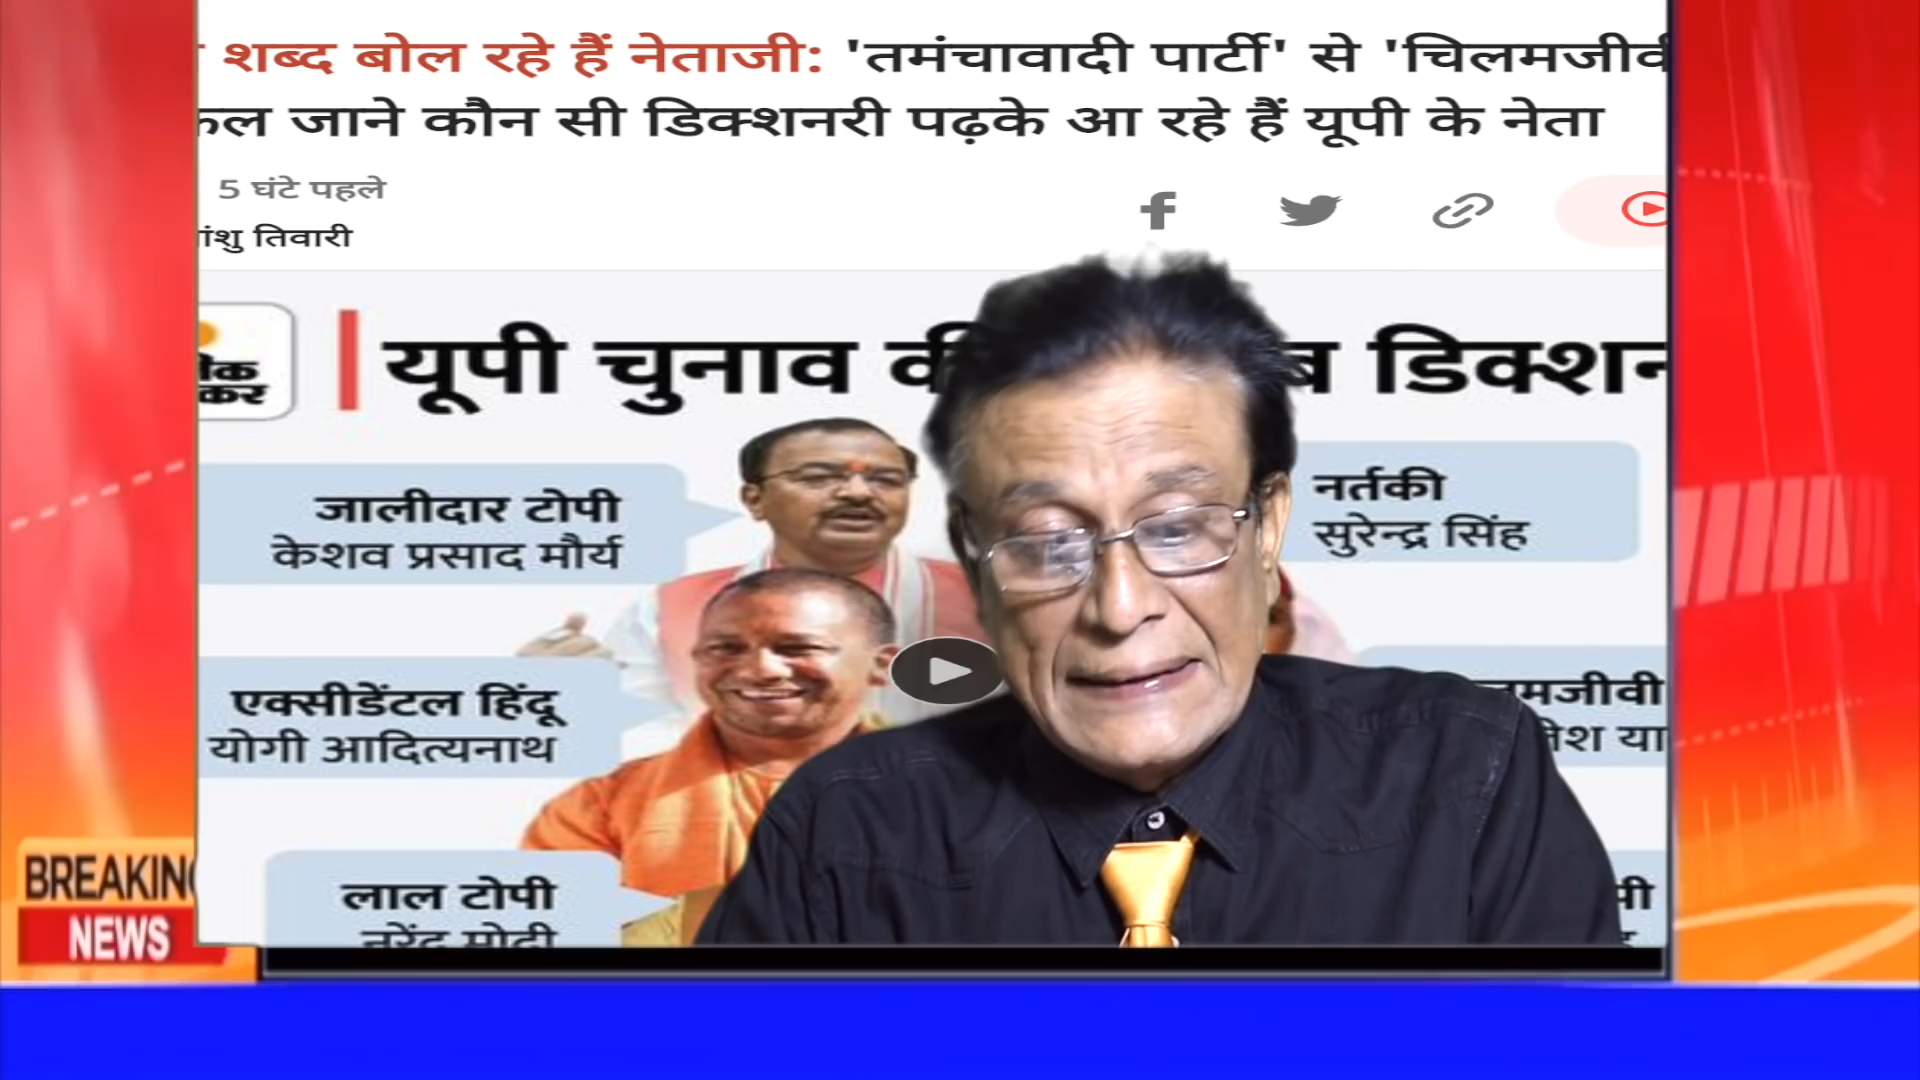 शब्द बोल रहे हैं नेताजी: 'तमंचावादी पार्टी' से 'चिलमजीवी
जाने कौन सी डिक्शनरी पढ़के आ रहे हैं यूपी के नेता
5 घंटे पहले
तिवारी
यूपी चुनाव
जालीदार टोपी
केशव प्रसाद मौर्य
नर्तकी
सुरेन्द्र सिंह
एक्सीडेंटल हिंदू
योगी आदित्यनाथ
लाल टोपी
नरेंद्र मोदी
BREAKING
NEWS